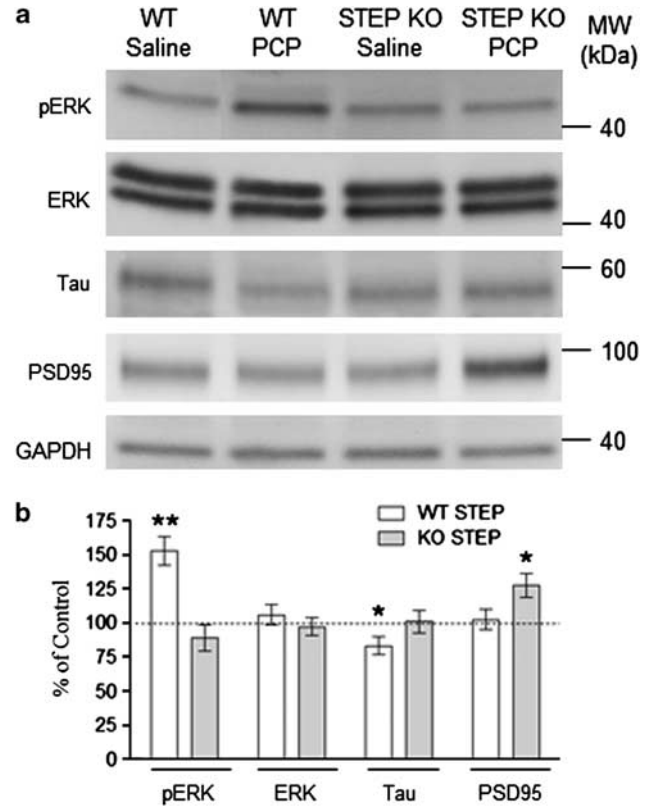 a
WT Saline
WT PCP
STEP KO Saline
STEP KO PCP
MW (kDa)
pERK
40
ERK
40
Tau
60
PSD95
100
GAPDH
40
b
WT STEP
KO STEP
% of Control
175
150
125
100
75
50
25
0
**
*
*
pERK
ERK
Tau
PSD95